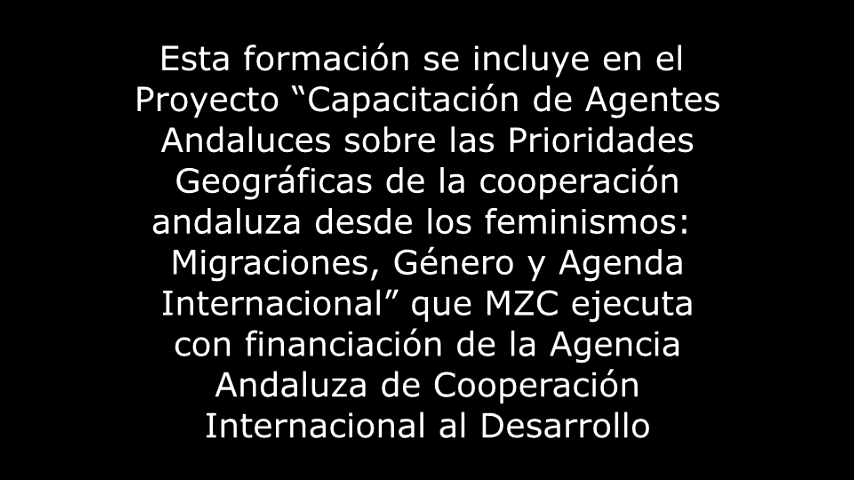 Esta formación se incluye en el
Proyecto “Capacitación de Agentes
Andaluces sobre las Prioridades
Geográficas de la cooperación
andaluza desde los feminismos:
Migraciones, Género y Agenda
Internacional” que MZC ejecuta
con financiación de la Agencia
Andaluza de Cooperación
Internacional al Desarrollo